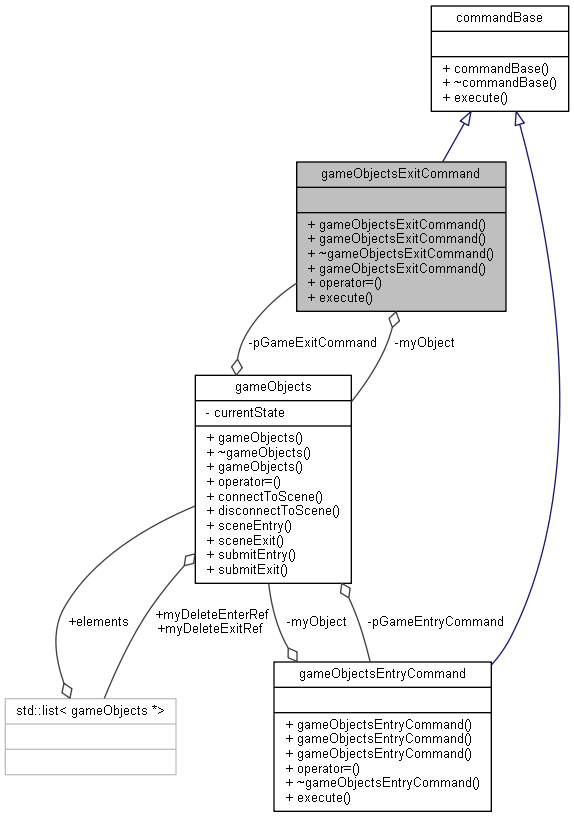 commandBase
+ commandBase()
+ ~commandBase()
+ execute()
gameObjectsExitCommand
+ gameObjectsExitCommand()
+ gameObjectsExitCommand()
+ ~gameObjectsExitCommand()
+ gameObjectsExitCommand()
+ operator=()
+ execute()
-pGameExitCommand
-myObject
gameObjects
- currentState
+ gameObjects()
+ ~gameObjects()
+ gameObjects()
+ operator=()
+ connectToScene()
+ disconnectToScene()
+ sceneEntry()
+ sceneExit()
+ submitEntry()
+ submitExit()
+elements
+myDeleteEnterRef
+myDeleteExitRef
-myObject
-pGameEntryCommand
std::list< gameObjects *>
gameObjectsEntryCommand
+ gameObjectsEntryCommand()
+ gameObjectsEntryCommand()
+ gameObjectsEntryCommand()
+ operator=()
+ ~gameObjectsEntryCommand()
+ execute()